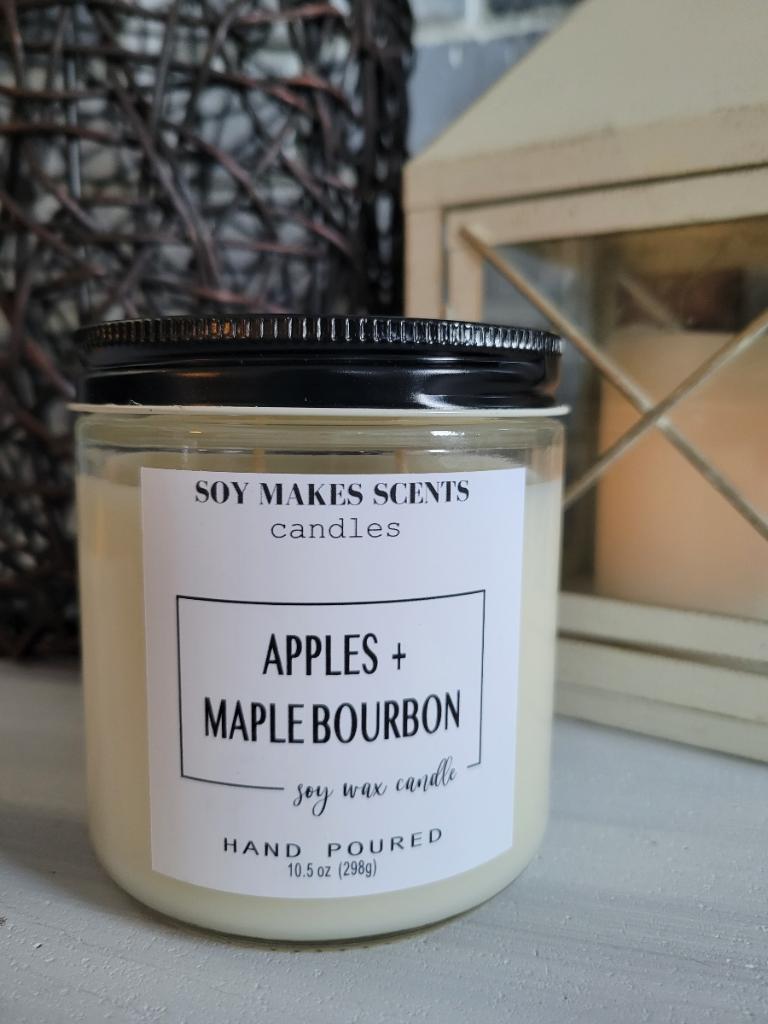 SOY MAKES SCENTS
candles
APPLES +
MAPLE BOURBON
soy wax candle
HAND POURED
10.5 oz (298g)